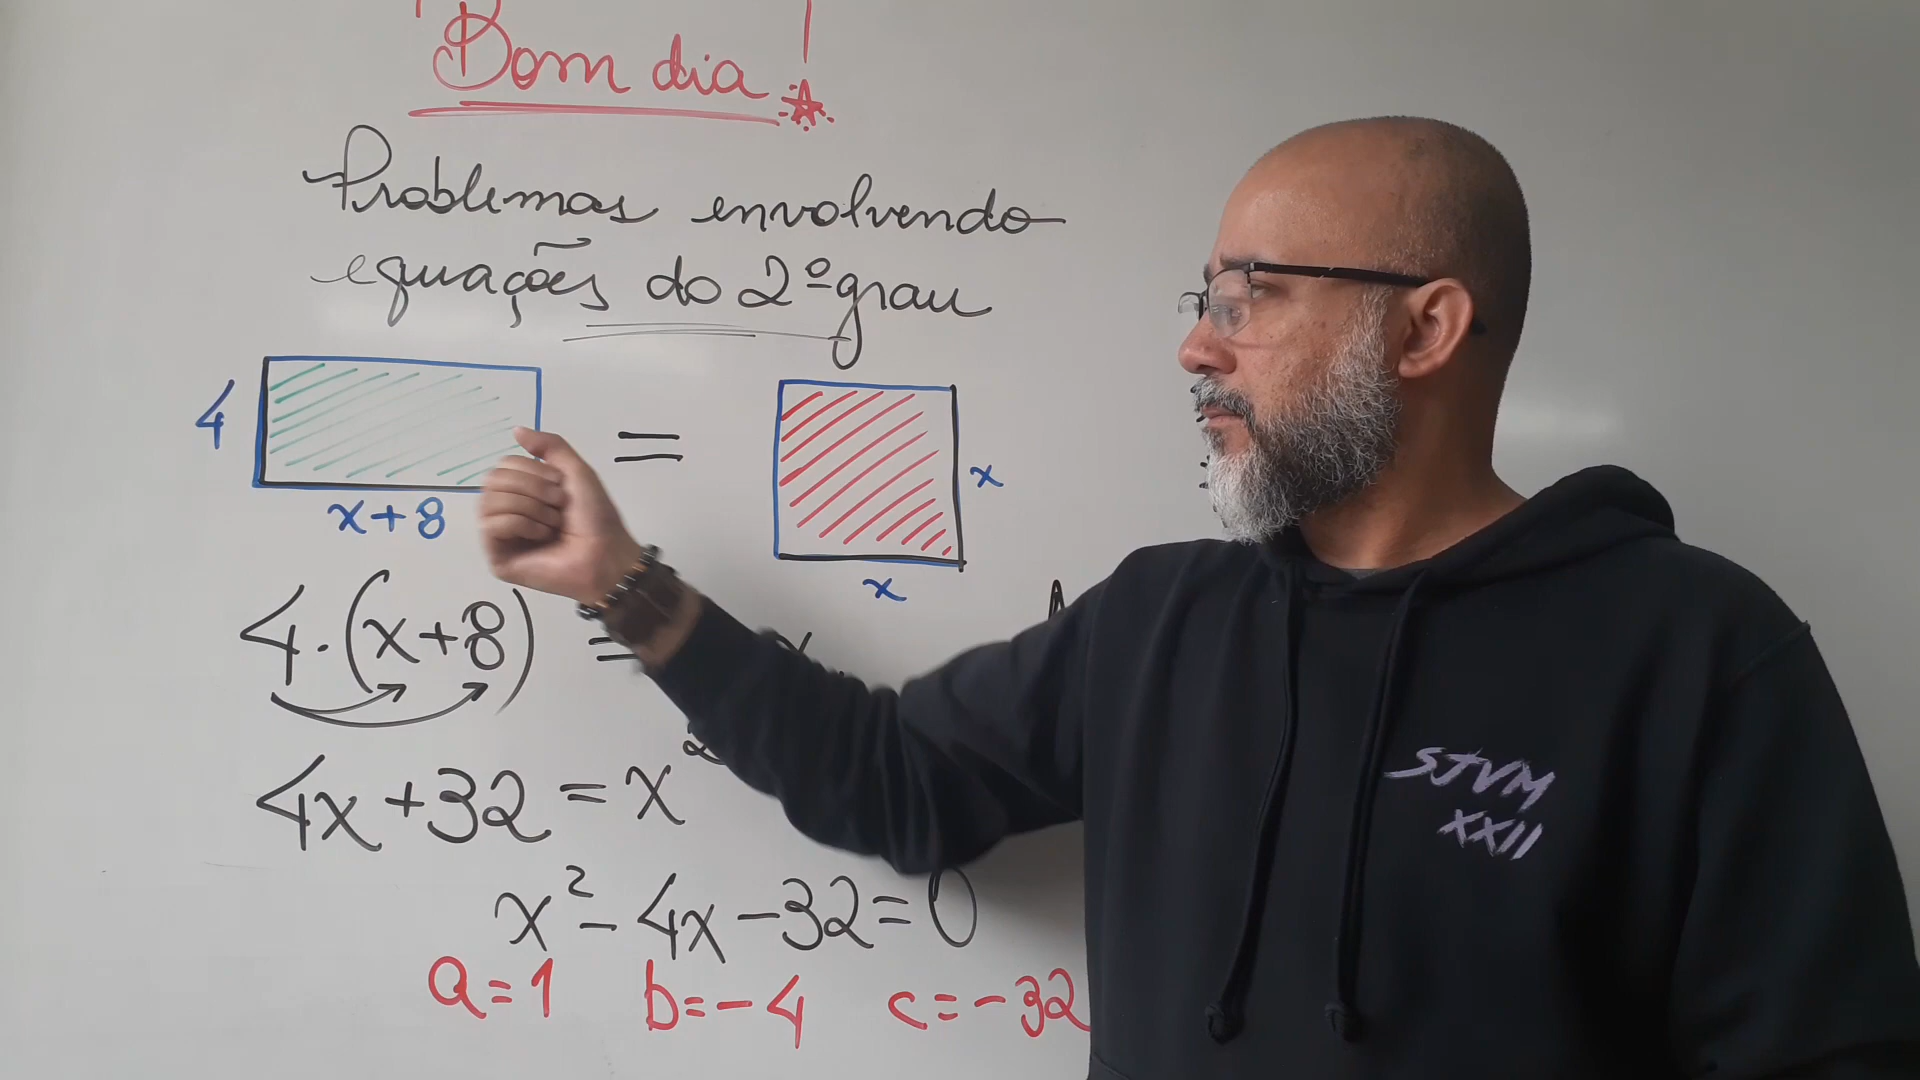 Bom dia!
Problemas envolvendo
equações do 2º grau
4
x+8
=
x
x
4·(x+8) = x
4x+32=x²
x²-4x-32=0
a=1 b=-4 c=-32
SJVM
XXII